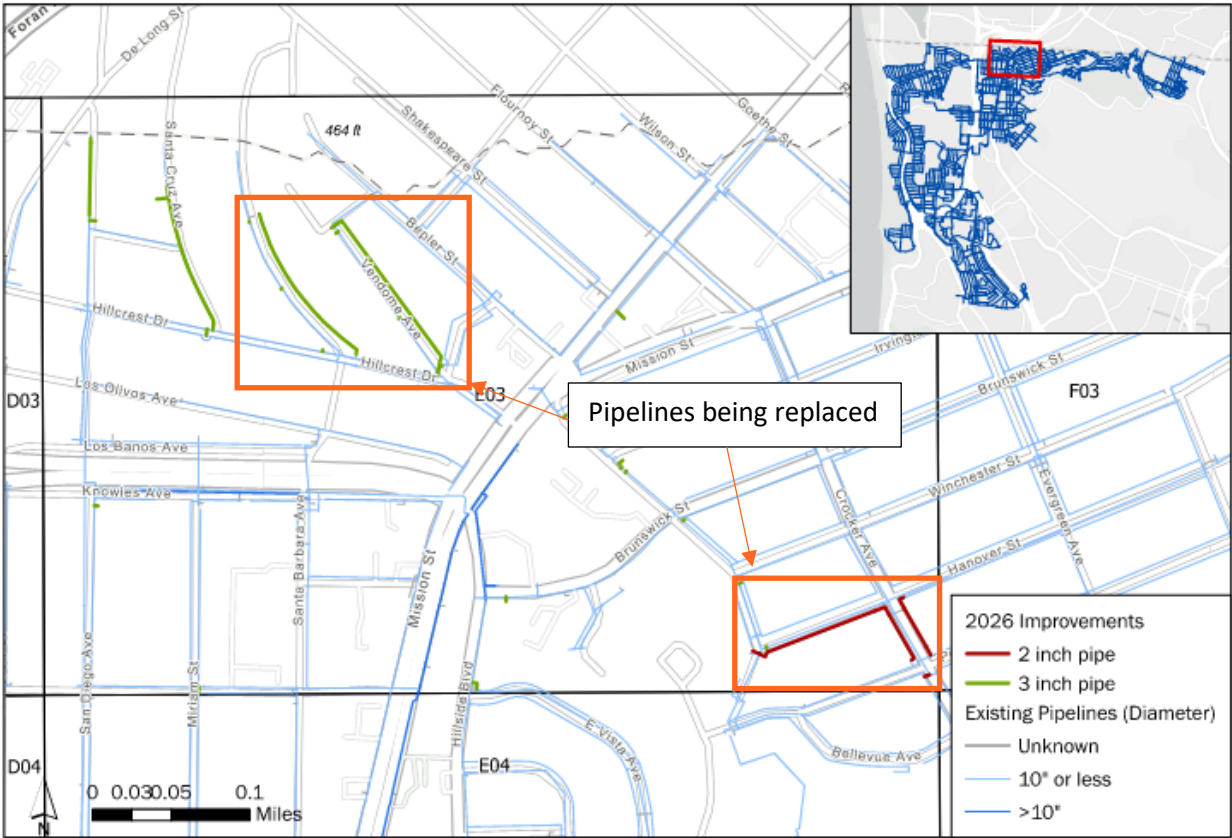 Foran
De Long St
Santa Cruz Ave
464 ft
Shakespeare St
Flournoy St
Wilson St
Goethe St
Bepler St
Vendome Ave
Hillcrest Dr
Hillcrest Dr
Mission St
Irving
Brunswick St
D03
E03
F03
Los Olivos Ave
Pipelines being replaced
Los Banos Ave
Knowles Ave
Winchester St
Santa Barbara Ave
Mission St
Brunswick St
Crocker Ave
Evergreen Ave
Hanover St
San Diego Ave
Miriam St
Hillside Blvd
E Vista Ave
Bellevue Ave
D04
E04
0 0.030.05 0.1
Miles
N
2026 Improvements
2 inch pipe
3 inch pipe
Existing Pipelines (Diameter)
Unknown
10" or less
>10"